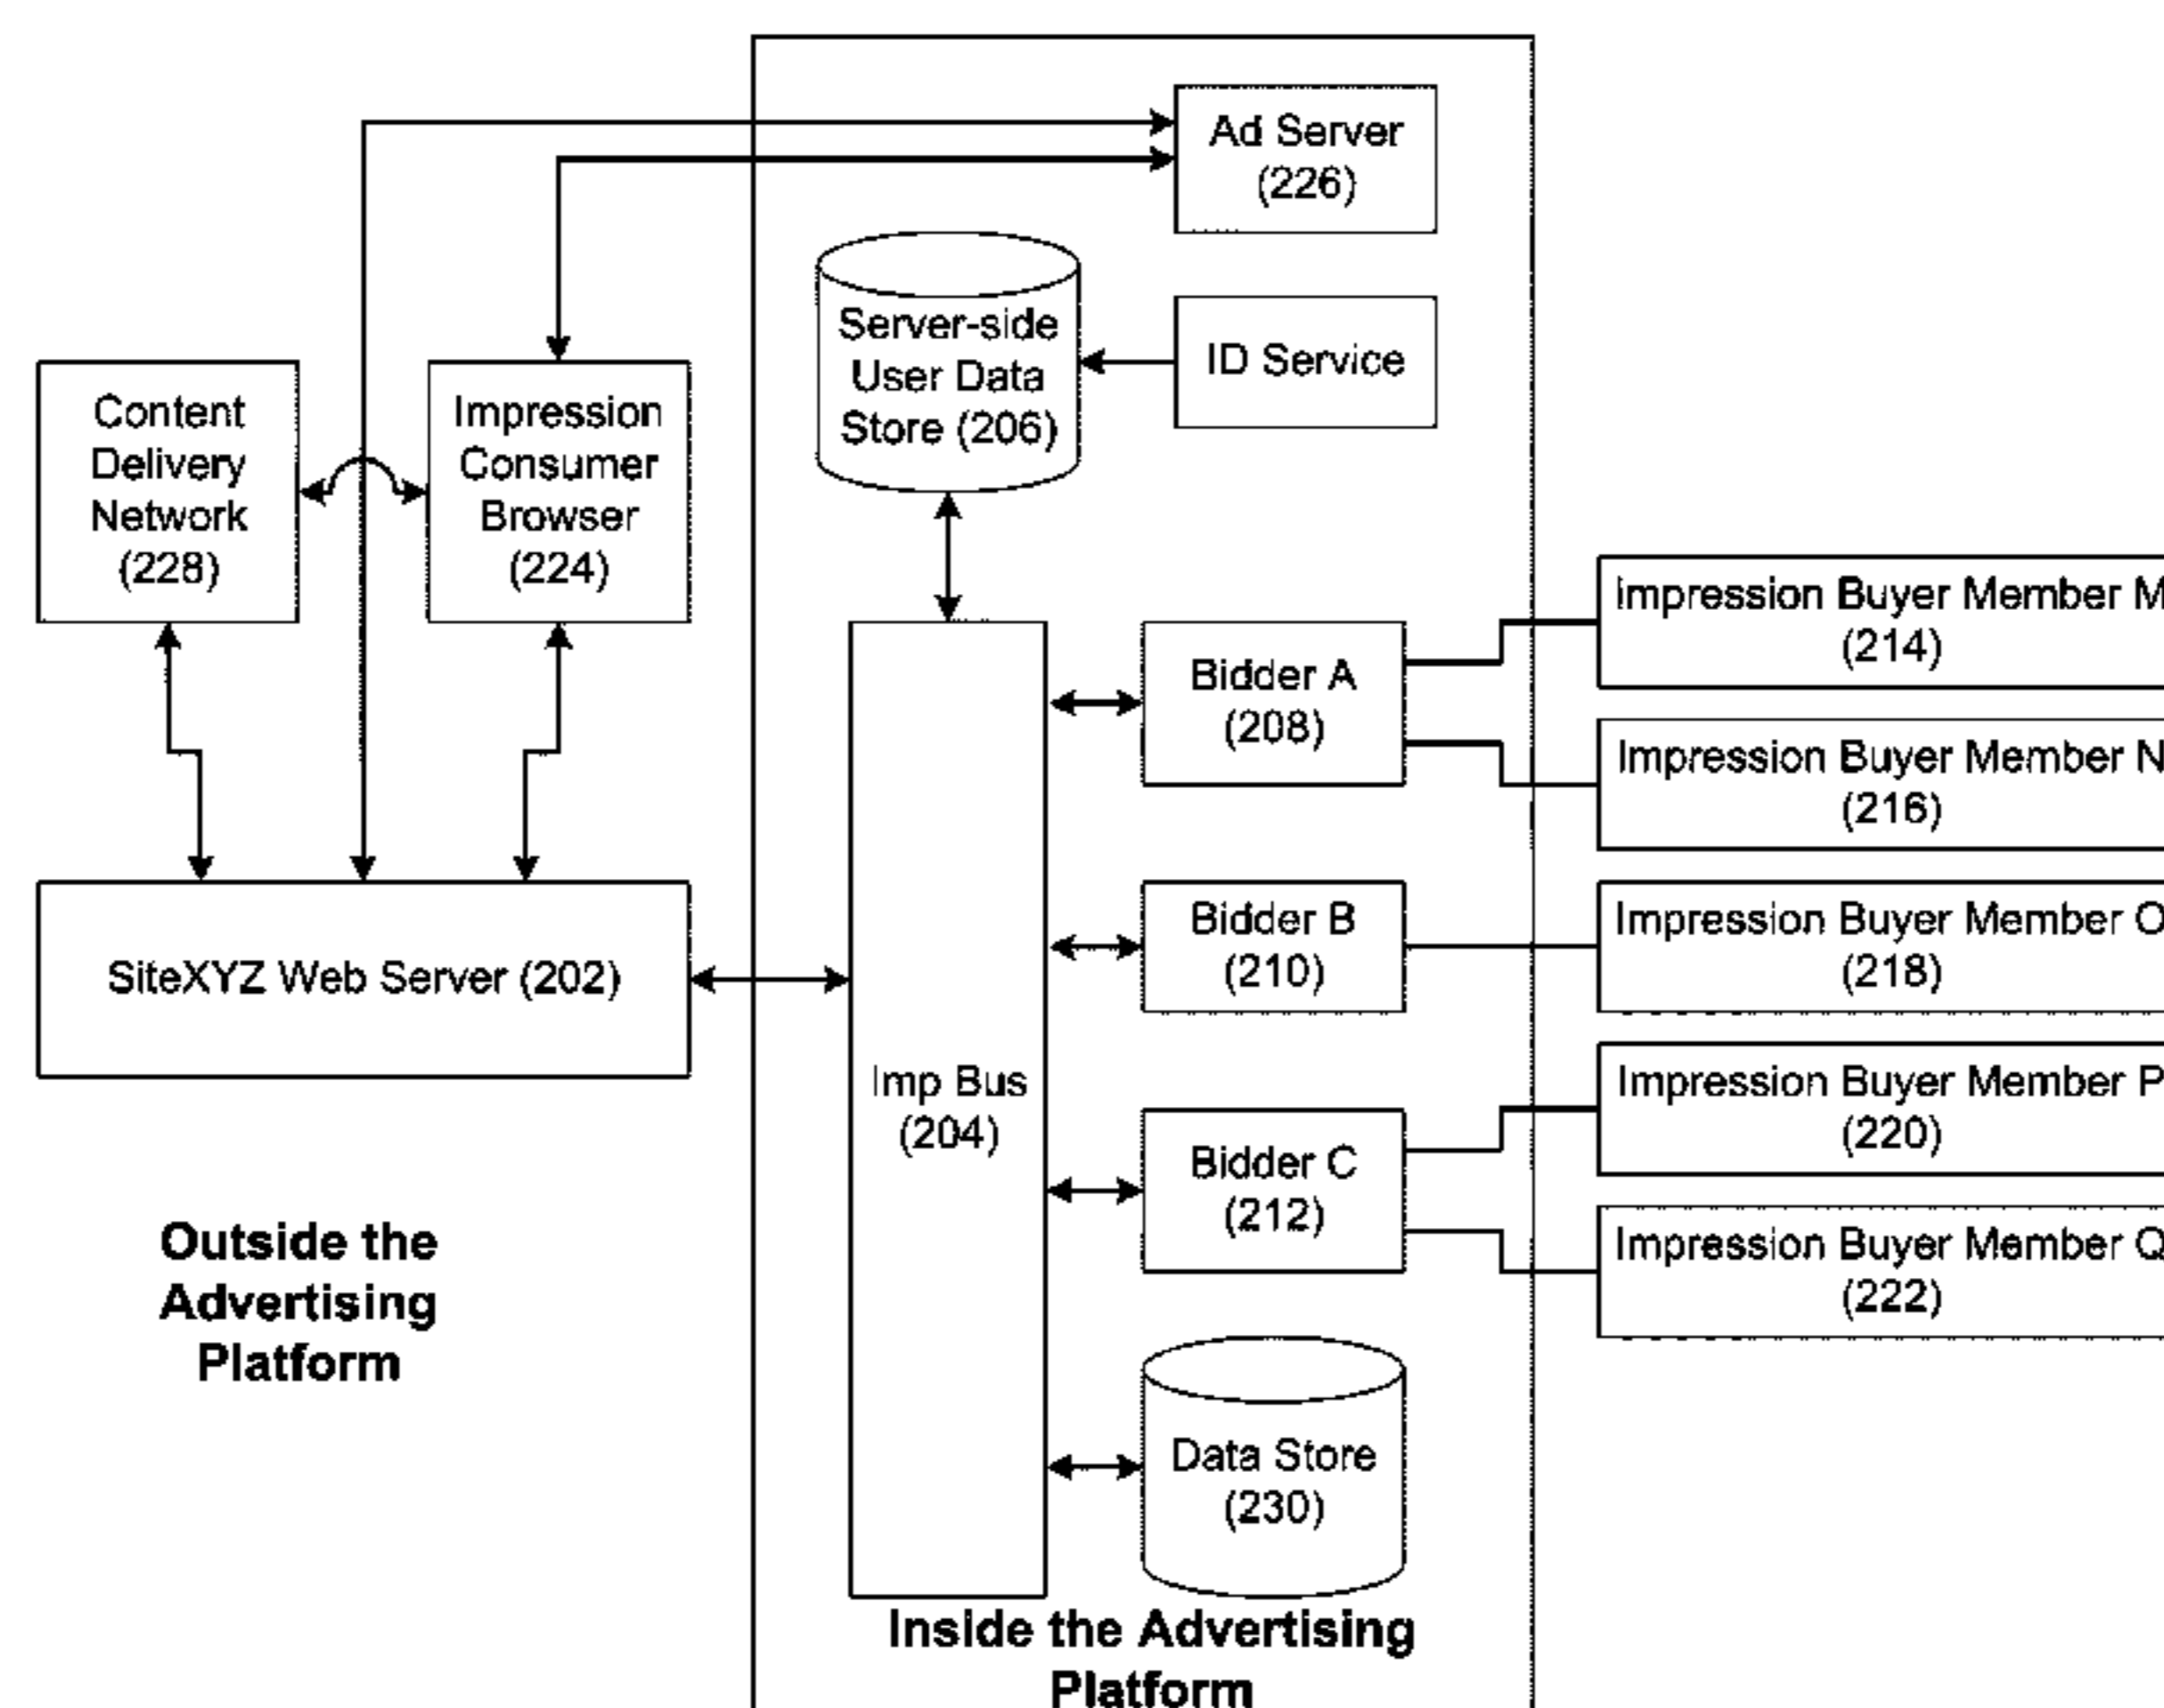 Ad Server
(226)
Server-side
User Data
Store (206)
ID Service
Content
Delivery
Network
(228)
Impression
Consumer
Browser
(224)
Impression Buyer Member M
(214)
Bidder A
(208)
Impression Buyer Member N
(216)
SiteXYZ Web Server (202)
Bidder B
(210)
Impression Buyer Member O
(218)
Imp Bus
(204)
Impression Buyer Member P
(220)
Bidder C
(212)
Impression Buyer Member Q
(222)
Outside the
Advertising
Platform
Data Store
(230)
Inside the Advertising
Platform